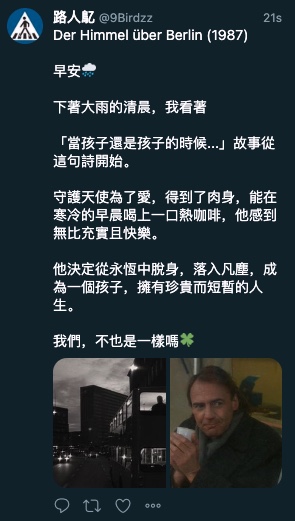 路人飢 @9Birdzz 21s
Der Himmel über Berlin (1987)
早安🌧️
下著大雨的清晨，我看著
「當孩子還是孩子的時候...」故事從
這句詩開始。
守護天使為了愛，得到了肉身，能在
寒冷的早晨喝上一口熱咖啡，他感到
無比充實且快樂。
他決定從永恆中脫身，落入凡塵，成
為一個孩子，擁有珍貴而短暫的人
生。
我們，不也是一樣嗎🍀